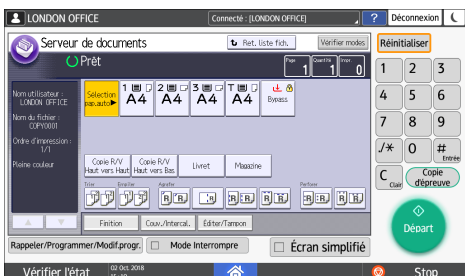 LONDON OFFICE
Connecté : [LONDON OFFICE]
?
Déconnexion
Serveur de documents
Ret. liste fich.
Vérifier modes
Réinitialiser
Prêt
Page
Quantité
Impr.
1
1
0
1
2
3
Nom utilisateur :
LONDON OFFICE
Nom du fichier :
COPY0001
Ordre d'impression :
1/1
Pleine couleur
Sélection
pap.auto
1
A4
2
A4
3
A4
T
A4
Bypass
4
5
6
7
8
9
Copie R/V
Haut vers Haut
Copie R/V
Haut vers Bas
Livret
Magazine
./*
0
#
Entrée
Trier
Empiler
Agrafer
Perforer
C
Clair
Copie
d'épreuve
Finition
Couv./Intercal.
Éditer/Tampon
Départ
Rappeler/Programmer/Modif.progr.
Mode Interrompre
Écran simplifié
Vérifier l'état
02 Oct. 2018
Stop